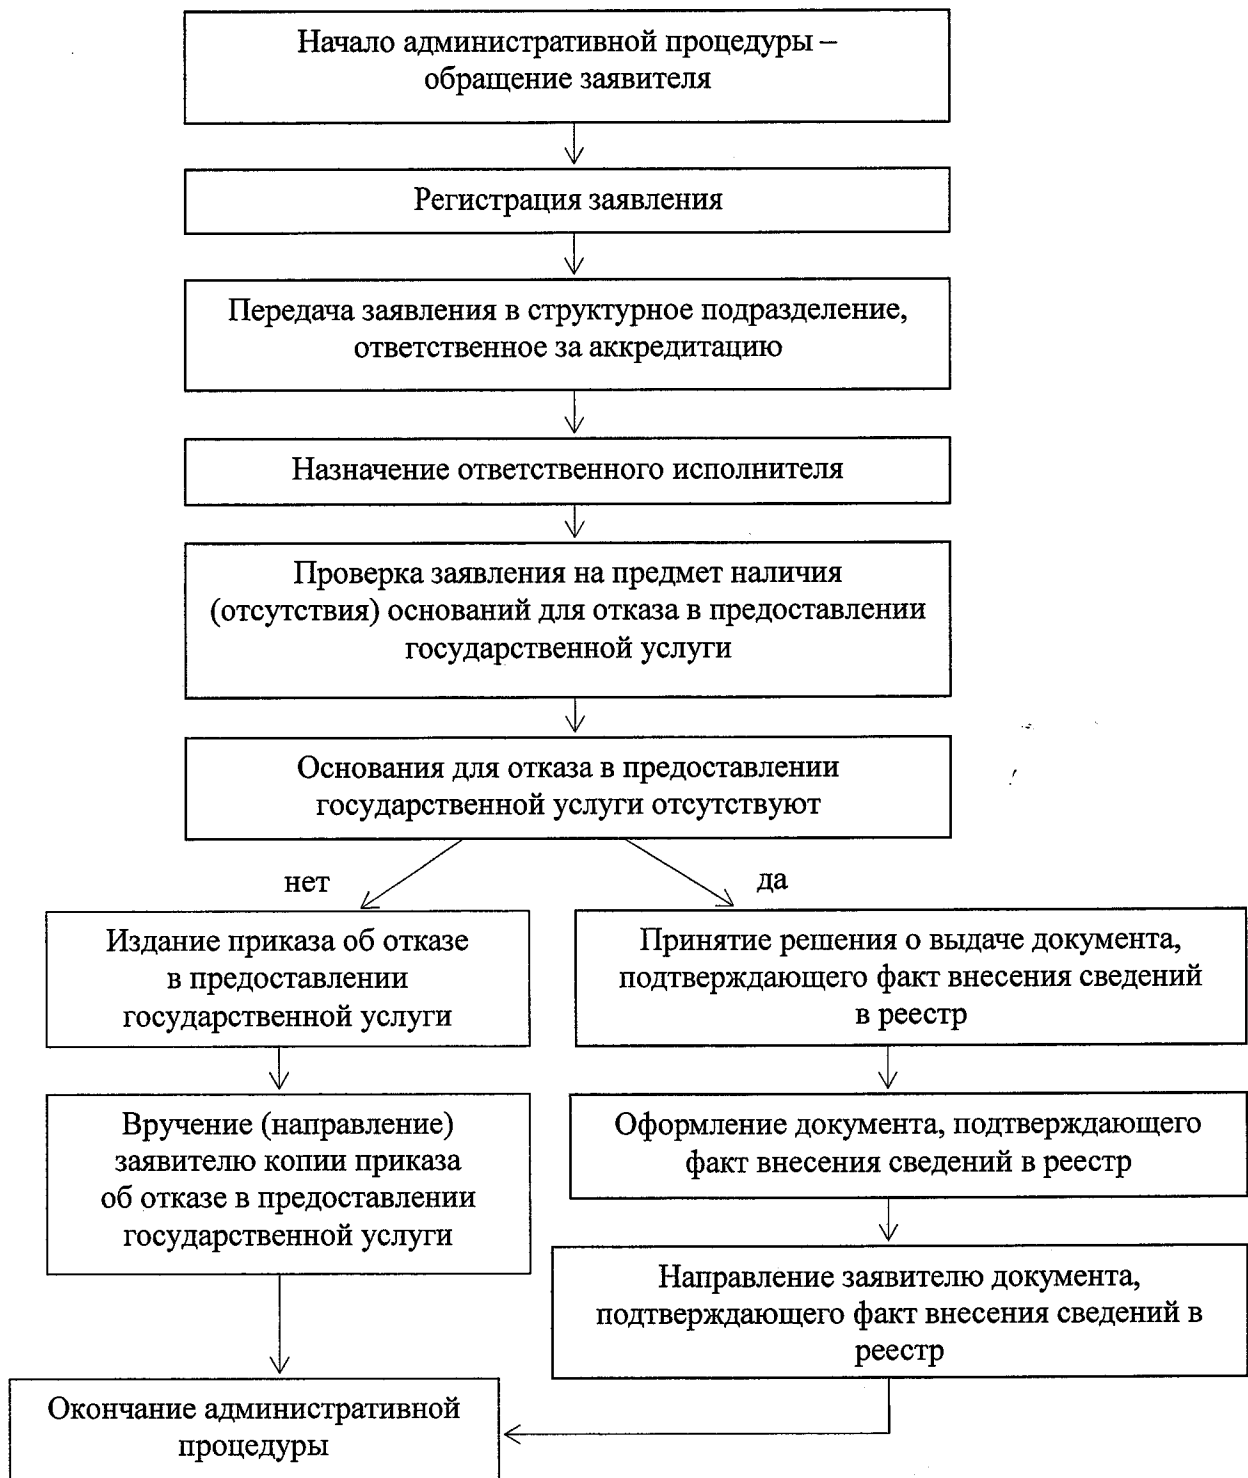 Начало административной процедуры –
обращение заявителя
Регистрация заявления
Передача заявления в структурное подразделение,
ответственное за аккредитацию
Назначение ответственного исполнителя
Проверка заявления на предмет наличия
(отсутствия) оснований для отказа в предоставлении
государственной услуги
Основания для отказа в предоставлении
государственной услуги отсутствуют
нет
да
Издание приказа об отказе
в предоставлении
государственной услуги
Принятие решения о выдаче документа,
подтверждающего факт внесения сведений
в реестр
Вручение (направление)
заявителю копии приказа
об отказе в предоставлении
государственной услуги
Оформление документа, подтверждающего
факт внесения сведений в реестр
Направление заявителю документа,
подтверждающего факт внесения сведений в
реестр
Окончание административной
процедуры